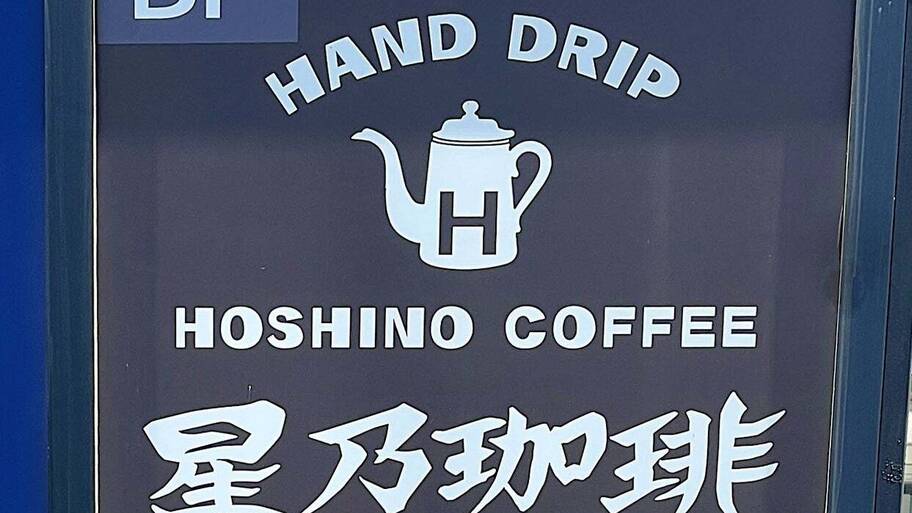 HAND DRIP
H
HOSHINO COFFEE
星乃珈琲